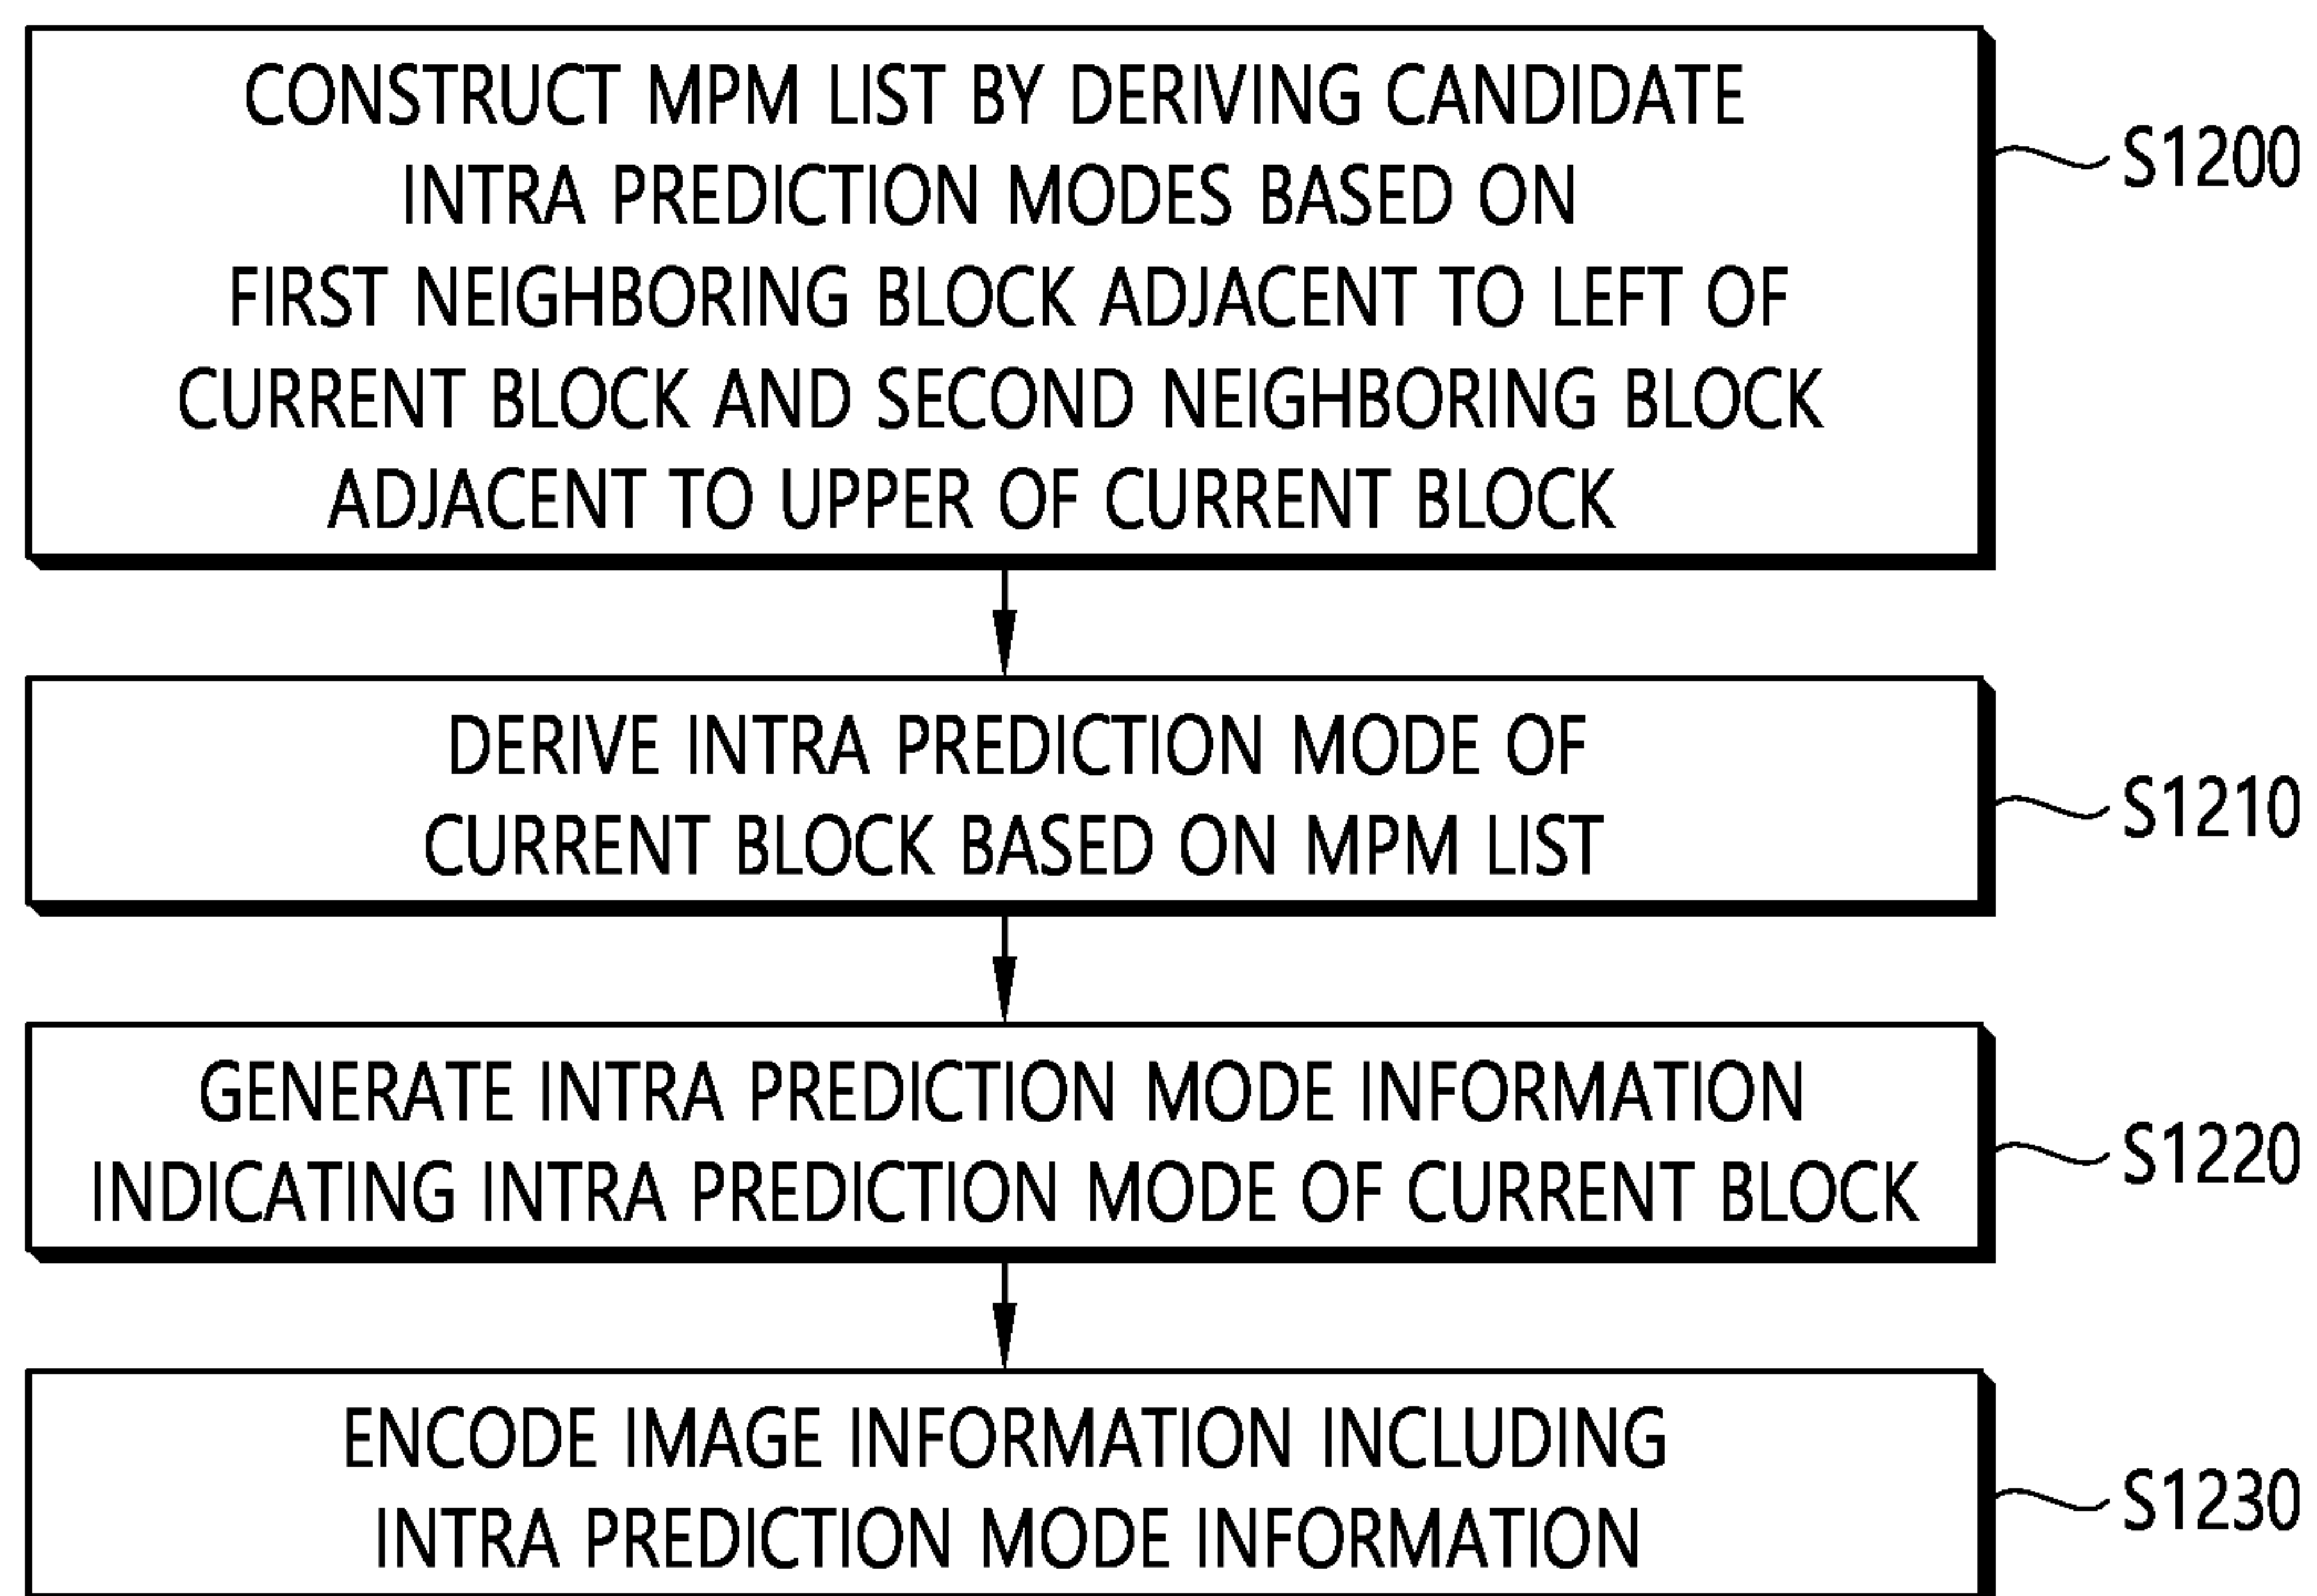 CONSTRUCT MPM LIST BY DERIVING CANDIDATE
INTRA PREDICTION MODES BASED ON
FIRST NEIGHBORING BLOCK ADJACENT TO LEFT OF
CURRENT BLOCK AND SECOND NEIGHBORING BLOCK
ADJACENT TO UPPER OF CURRENT BLOCK
S1200
DERIVE INTRA PREDICTION MODE OF
CURRENT BLOCK BASED ON MPM LIST
S1210
GENERATE INTRA PREDICTION MODE INFORMATION
INDICATING INTRA PREDICTION MODE OF CURRENT BLOCK
S1220
ENCODE IMAGE INFORMATION INCLUDING
INTRA PREDICTION MODE INFORMATION
S1230